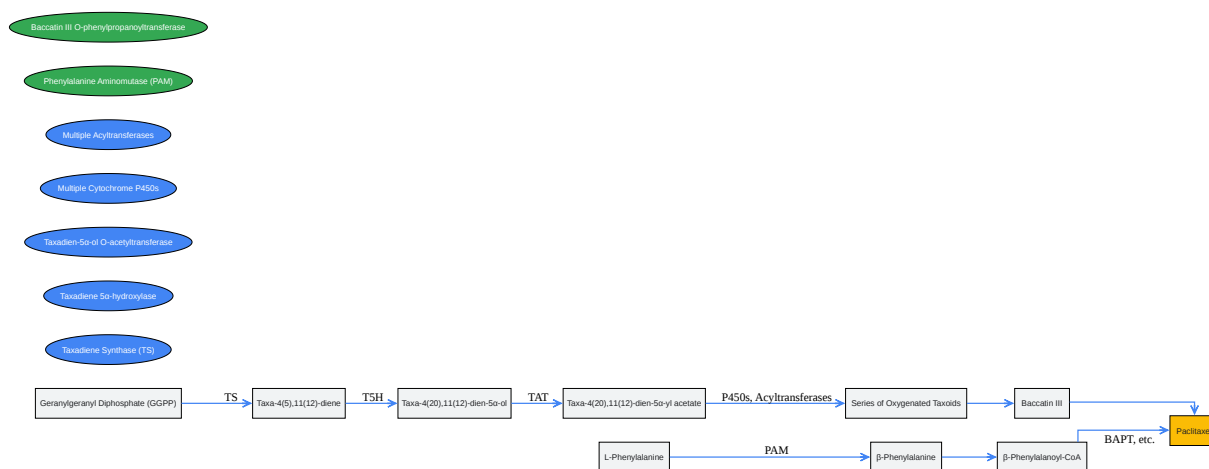 Baccatin III O-phenylpropanoyltransferase
Phenylalanine Aminomutase (PAM)
Multiple Acyltransferases
Multiple Cytochrome P450s
Taxadien-5α-ol O-acetyltransferase
Taxadiene 5α-hydroxylase
Taxadiene Synthase (TS)
Geranylgeranyl Diphosphate (GGPP) TS Taxa-4(5),11(12)-diene T5H Taxa-4(20),11(12)-dien-5α-ol TAT Taxa-4(20),11(12)-dien-5α-yl acetate P450s, Acyltransferases Series of Oxygenated Taxoids Baccatin III
Paclitaxe
L-Phenylalanine PAM β-Phenylalanine β-Phenylalanoyl-CoA BAPT, etc.